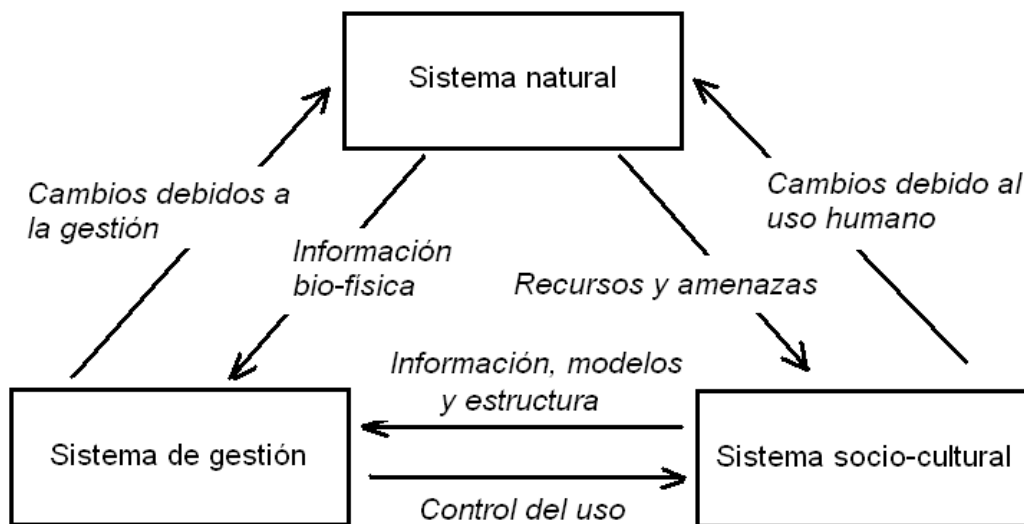 Sistema natural
Cambios debidos a
la gestión
Cambios debido al
uso humano
Información
bio-física
Recursos y amenazas
Información, modelos
y estructura
Sistema de gestión
Sistema socio-cultural
Control del uso